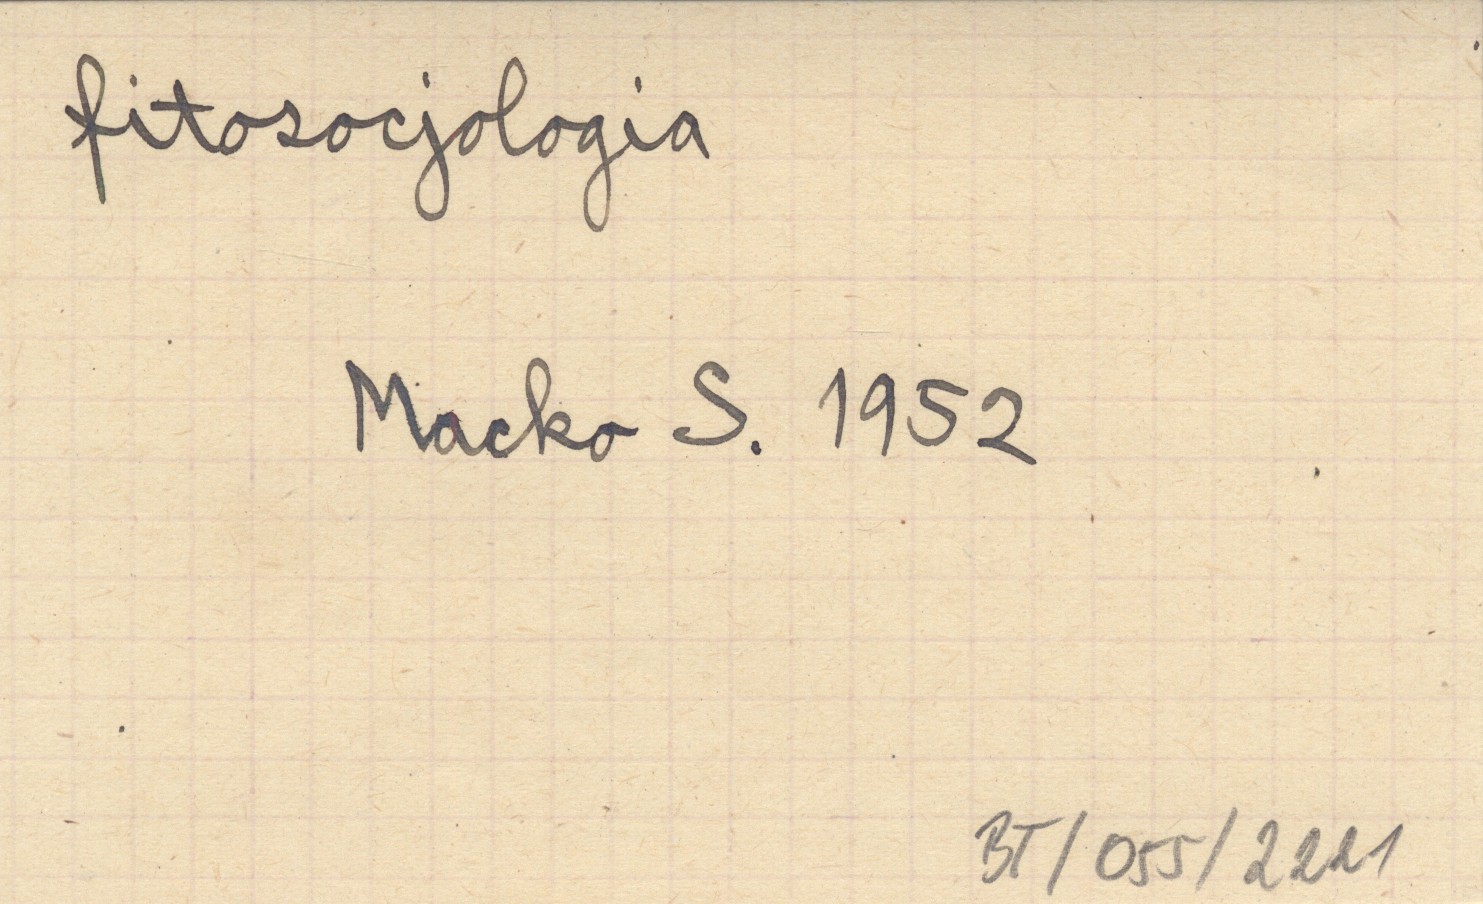 fitosocjologia
Macko S. 1952
BT/055/2221